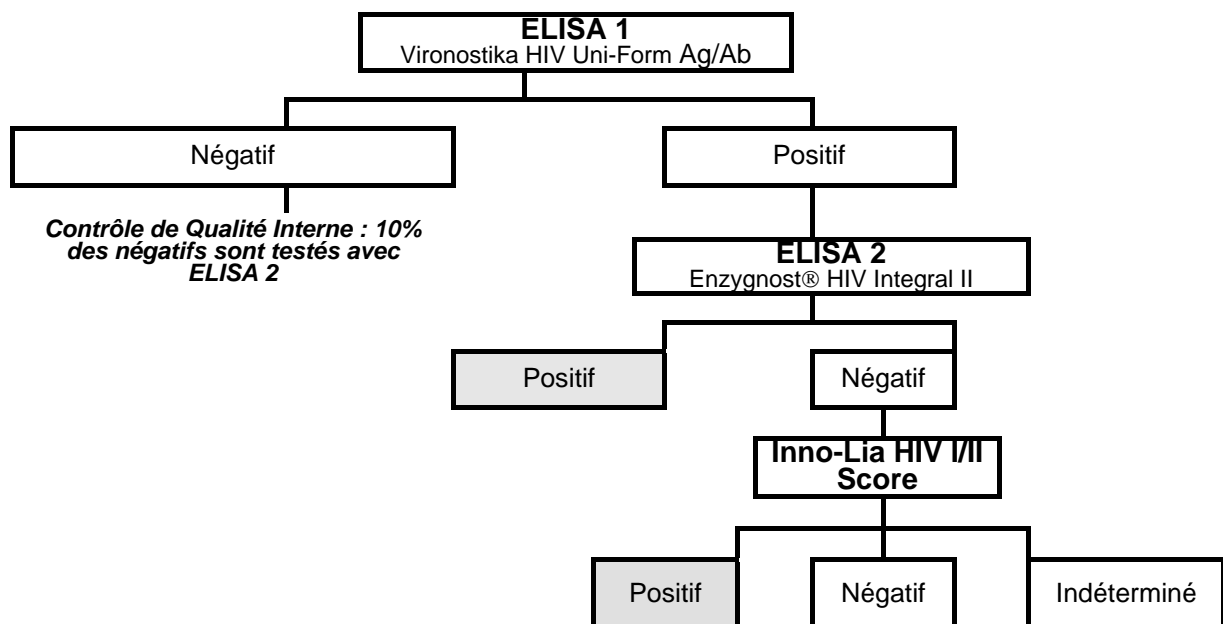 ELISA 1
Vironostika HIV Uni-Form Ag/Ab
Négatif
Positif
Contrôle de Qualité Interne : 10%
des négatifs sont testés avec
ELISA 2
ELISA 2
Enzygnost® HIV Integral II
Positif
Négatif
Inno-Lia HIV I/II
Score
Positif
Négatif
Indéterminé